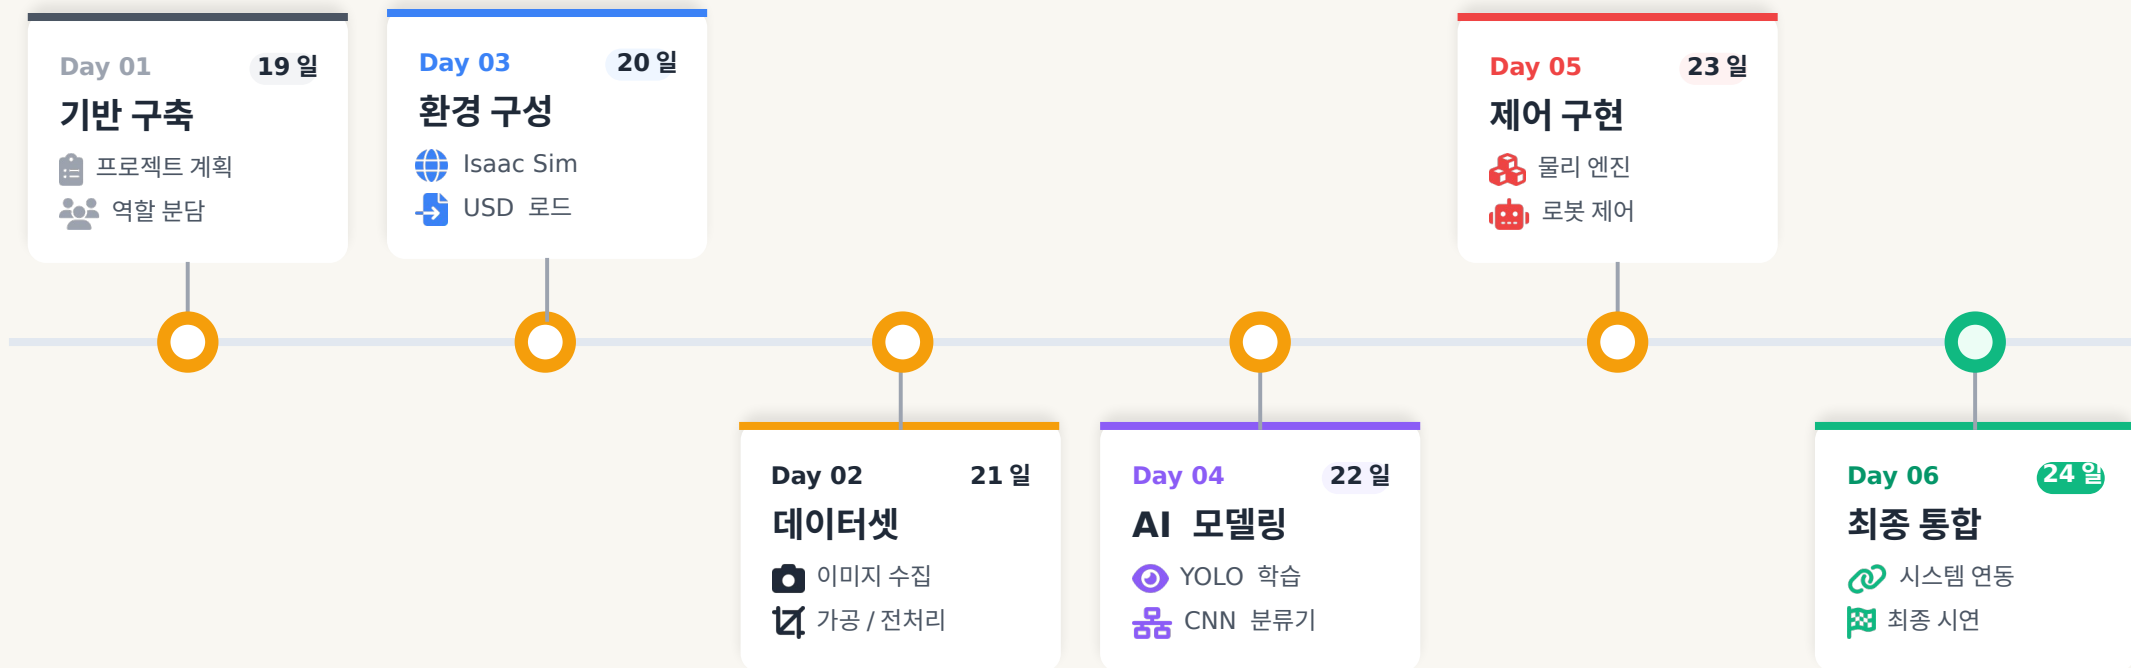 Day 01 19 일
기반 구축
프로젝트 계획
역할 분담
Day 03 20 일
환경 구성
Isaac Sim
USD 로드
Day 02 21 일
데이터셋
이미지 수집
가공 / 전처리
Day 04 22 일
AI 모델링
YOLO 학습
CNN 분류기
Day 05 23 일
제어 구현
물리 엔진
로봇 제어
Day 06 24 일
최종 통합
시스템 연동
최종 시연